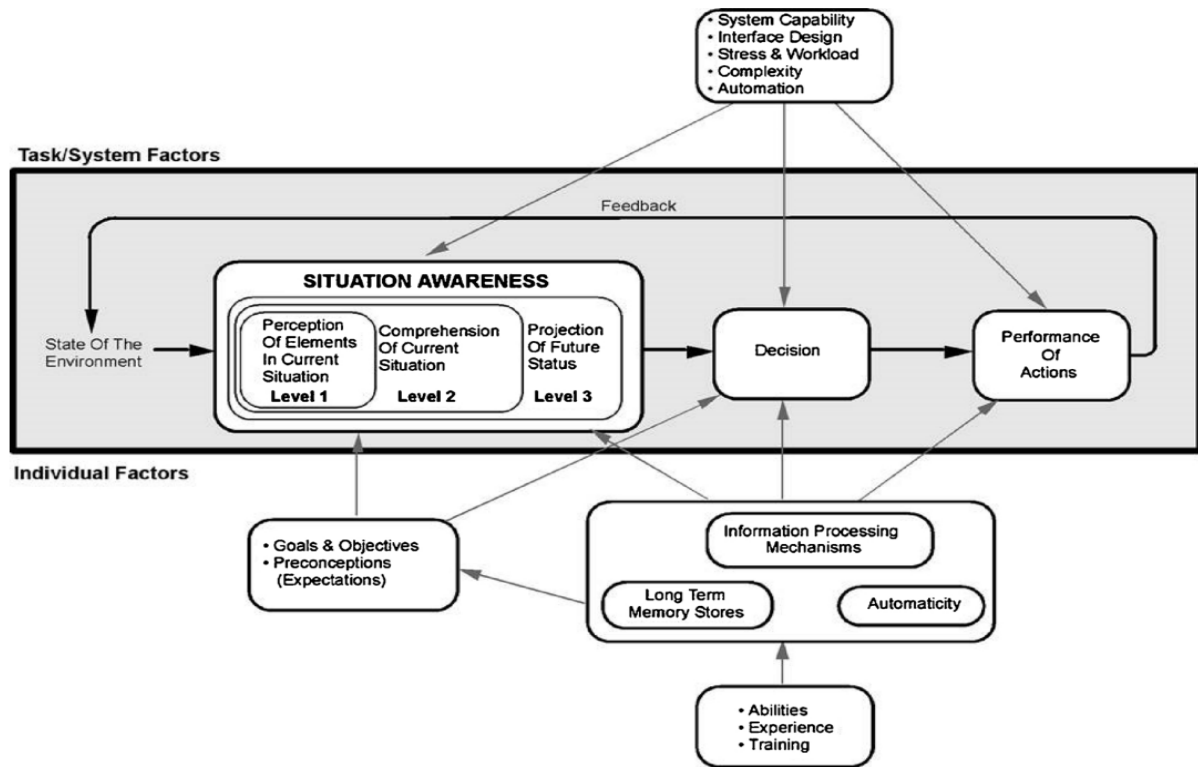 • System Capability
• Interface Design
• Stress & Workload
• Complexity
• Automation
Task/System Factors
Feedback
SITUATION AWARENESS
Perception
Of Elements
In Current
Situation
Level 1
Comprehension
Of Current
Situation
Level 2
Projection
Of Future
Status
Level 3
State Of The
Environment
Decision
Performance
Of
Actions
Individual Factors
• Goals & Objectives
• Preconceptions
(Expectations)
Information Processing
Mechanisms
Long Term
Memory Stores
Automaticity
• Abilities
• Experience
• Training